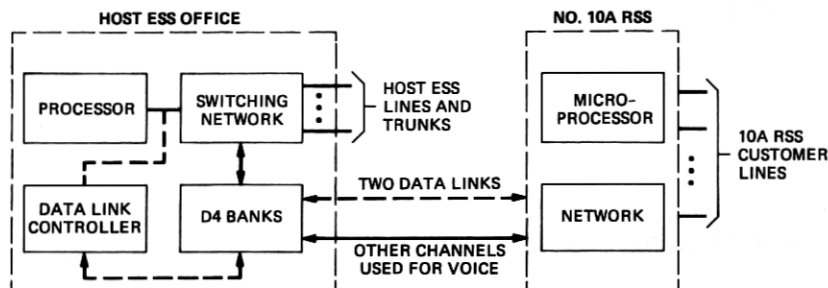 HOST ESS OFFICE
NO. 10A RSS
PROCESSOR
SWITCHING
NETWORK
HOST ESS
LINES AND
TRUNKS
MICRO-
PROCESSOR
10A RSS
CUSTOMER
LINES
DATA LINK
CONTROLLER
D4 BANKS
TWO DATA LINKS
OTHER CHANNELS
USED FOR VOICE
NETWORK